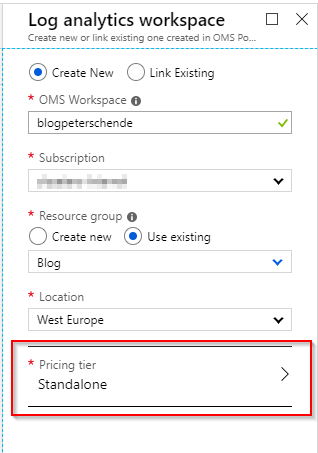 Log analytics workspace
Create new or link existing one created in OMS Po...
Create New Link Existing
* OMS Workspace
blogpeterschende
* Subscription
* Resource group
Create new Use existing
Blog
* Location
West Europe
* Pricing tier
Standalone